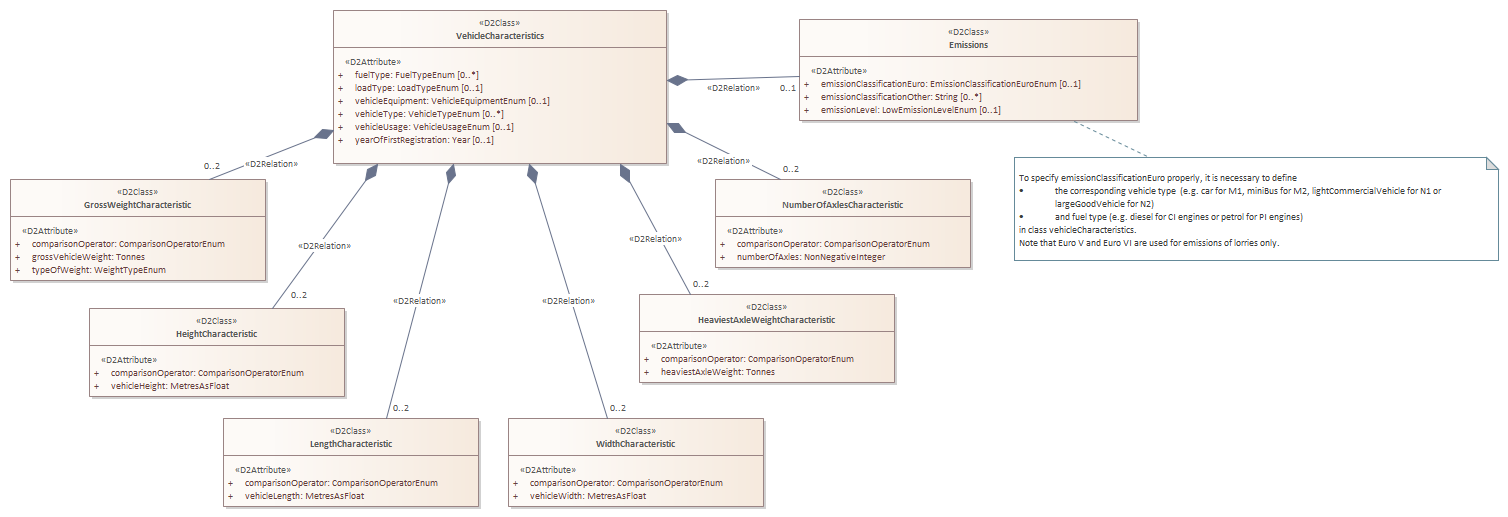 «D2Class»
VehicleCharacteristics
«D2Attribute»
+ fuelType: FuelTypeEnum [0..*]
+ loadType: LoadTypeEnum [0..1]
+ vehicleEquipment: VehicleEquipmentEnum [0..1]
+ vehicleType: VehicleTypeEnum [0..*]
+ vehicleUsage: VehicleUsageEnum [0..1]
+ yearOfFirstRegistration: Year [0..1]
«D2Class»
Emissions
«D2Attribute»
+ emissionClassificationEuro: EmissionClassificationEuroEnum [0..1]
+ emissionClassificationOther: String [0..*]
+ emissionLevel: LowEmissionLevelEnum [0..1]
«D2Relation»
0..1
To specify emissionClassificationEuro properly, it is necessary to define
• the corresponding vehicle type (e.g. car for M1, miniBus for M2, lightCommercialVehicle for N1 or
largeGoodVehicle for N2)
• and fuel type (e.g. diesel for CI engines or petrol for PI engines)
in class vehicleCharacteristics.
Note that Euro V and Euro VI are used for emissions of lorries only.
0..2
«D2Relation»
«D2Class»
GrossWeightCharacteristic
«D2Attribute»
+ comparisonOperator: ComparisonOperatorEnum
+ grossVehicleWeight: Tonnes
+ typeOfWeight: WeightTypeEnum
«D2Relation»
0..2
«D2Class»
NumberOfAxlesCharacteristic
«D2Attribute»
+ comparisonOperator: ComparisonOperatorEnum
+ numberOfAxles: NonNegativeInteger
«D2Relation»
0..2
«D2Class»
HeightCharacteristic
«D2Attribute»
+ comparisonOperator: ComparisonOperatorEnum
+ vehicleHeight: MetresAsFloat
«D2Relation»
0..2
«D2Class»
HeaviestAxleWeightCharacteristic
«D2Attribute»
+ comparisonOperator: ComparisonOperatorEnum
+ heaviestAxleWeight: Tonnes
«D2Relation»
0..2
«D2Class»
LengthCharacteristic
«D2Attribute»
+ comparisonOperator: ComparisonOperatorEnum
+ vehicleLength: MetresAsFloat
«D2Relation»
0..2
«D2Class»
WidthCharacteristic
«D2Attribute»
+ comparisonOperator: ComparisonOperatorEnum
+ vehicleWidth: MetresAsFloat